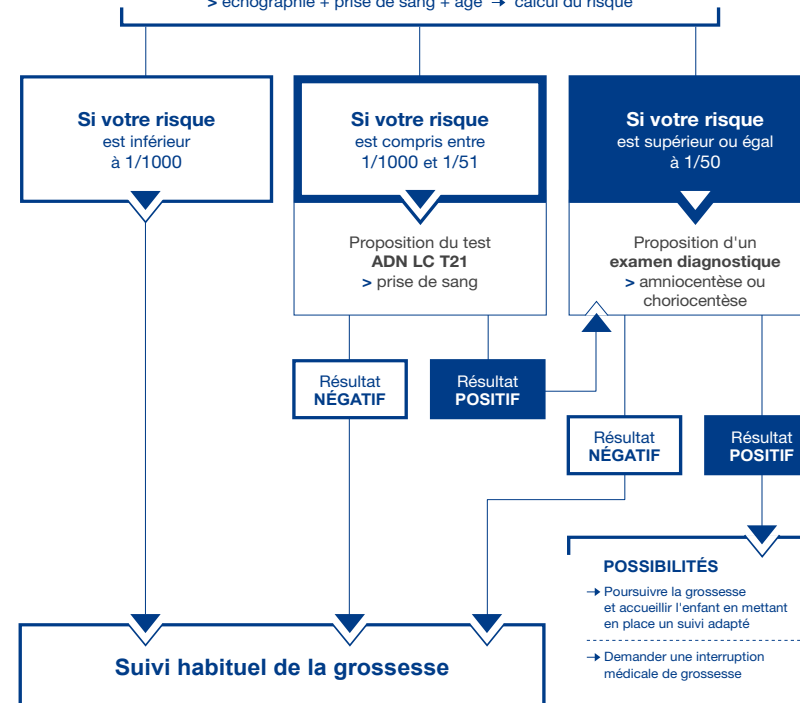 > échographie + prise de sang + âge → calcul du risque
Si votre risque
est inférieur
à 1/1000
Si votre risque
est compris entre
1/1000 et 1/51
Si votre risque
est supérieur ou égal
à 1/50
Proposition du test
ADN LC T21
> prise de sang
Proposition d'un
examen diagnostique
> amniocentèse ou
choriocentèse
Résultat
NÉGATIF
Résultat
POSITIF
Résultat
NÉGATIF
Résultat
POSITIF
POSSIBILITÉS
→ Poursuivre la grossesse
et accueillir l'enfant en mettant
en place un suivi adapté
→ Demander une interruption
médicale de grossesse
Suivi habituel de la grossesse